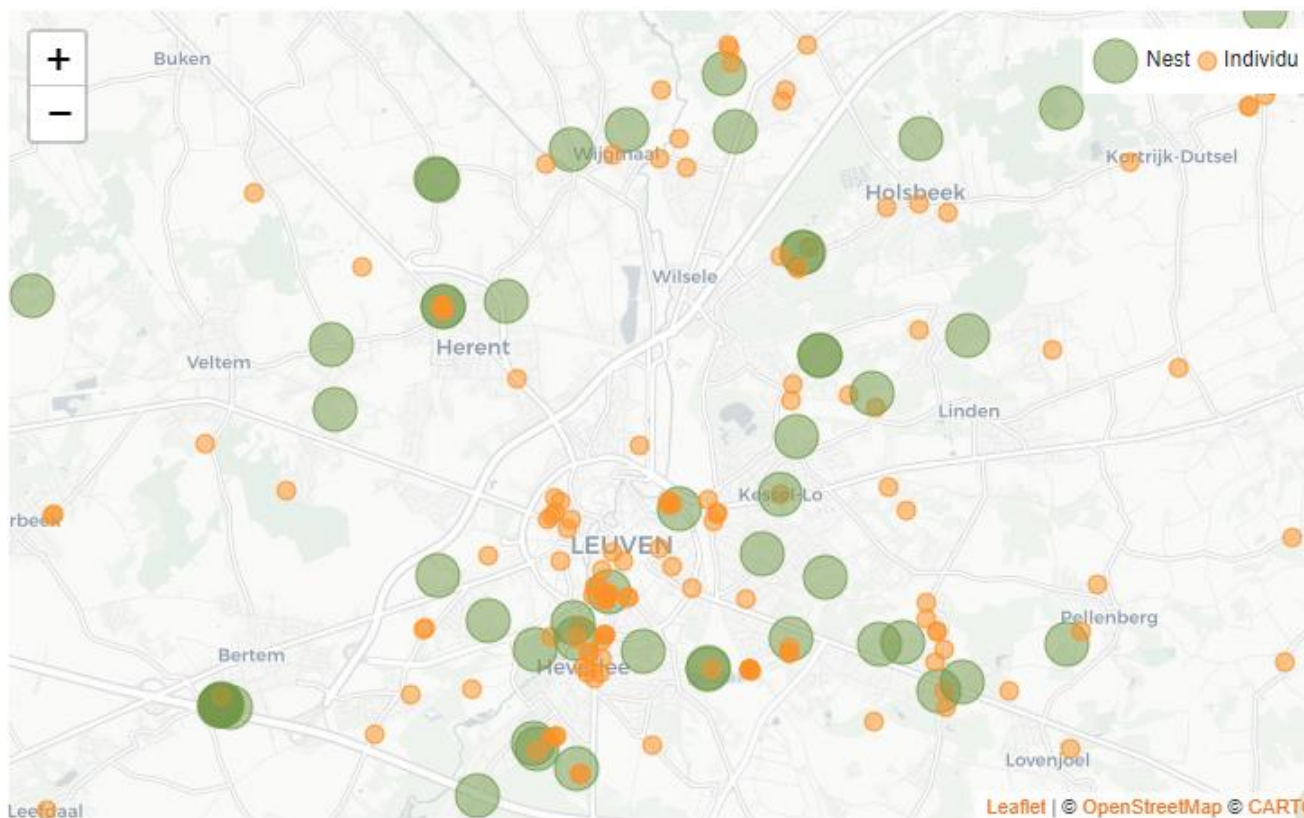 +
−
Buken
Nest Individu
Wijgmaal
Kortrijk-Dutsel
Holsbeek
Wilsele
Herent
Veltem
Linden
Kessel-Lo
rbeek
LEUVEN
Pellenberg
Bertem
Heverlee
Lovenjoel
Leefdaal
Leaflet | © OpenStreetMap © CARTO